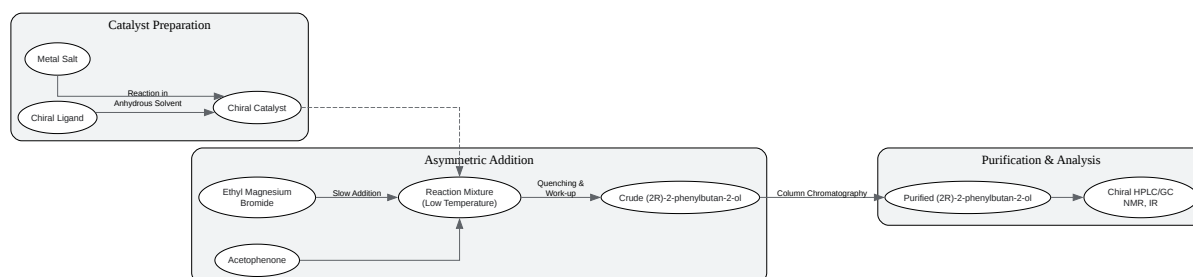 Catalyst Preparation
Metal Salt
Reaction in
Anhydrous Solvent
Chiral Ligand
Chiral Catalyst
Asymmetric Addition
Ethyl Magnesium
Bromide
Slow Addition
Reaction Mixture
(Low Temperature)
Quenching &
Work-up
Crude (2R)-2-phenylbutan-2-ol
Acetophenone
Column Chromatography
Purification & Analysis
Purified (2R)-2-phenylbutan-2-ol
Chiral HPLC/GC
NMR, IR